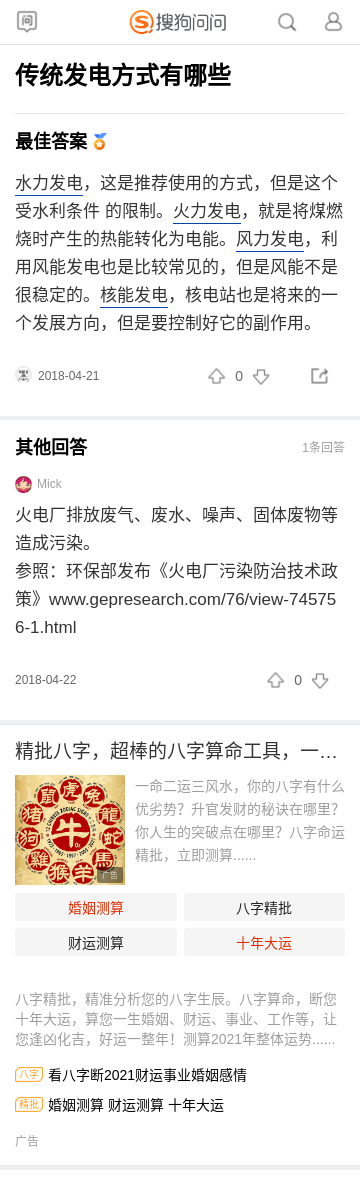 问
搜狗问问
传统发电方式有哪些
最佳答案
水力发电，这是推荐使用的方式，但是这个
受水利条件 的限制。火力发电，就是将煤燃
烧时产生的热能转化为电能。风力发电，利
用风能发电也是比较常见的，但是风能不是
很稳定的。核能发电，核电站也是将来的一
个发展方向，但是要控制好它的副作用。
2018-04-21
0
其他回答
1条回答
Mick
火电厂排放废气、废水、噪声、固体废物等
造成污染。
参照：环保部发布《火电厂污染防治技术政
策》www.gepresearch.com/76/view-74575
6-1.html
2018-04-22
0
精批八字，超棒的八字算命工具，一…
鼠虎兔龍蛇馬羊猴雞狗豬
牛
广告
一命二运三风水，你的八字有什么
优劣势？升官发财的秘诀在哪里？
你人生的突破点在哪里？八字命运
精批，立即测算......
婚姻测算
八字精批
财运测算
十年大运
八字精批，精准分析您的八字生辰。八字算命，断您
十年大运，算您一生婚姻、财运、事业、工作等，让
您逢凶化吉，好运一整年！测算2021年整体运势......
八字 看八字断2021财运事业婚姻感情
精批 婚姻测算 财运测算 十年大运
广告